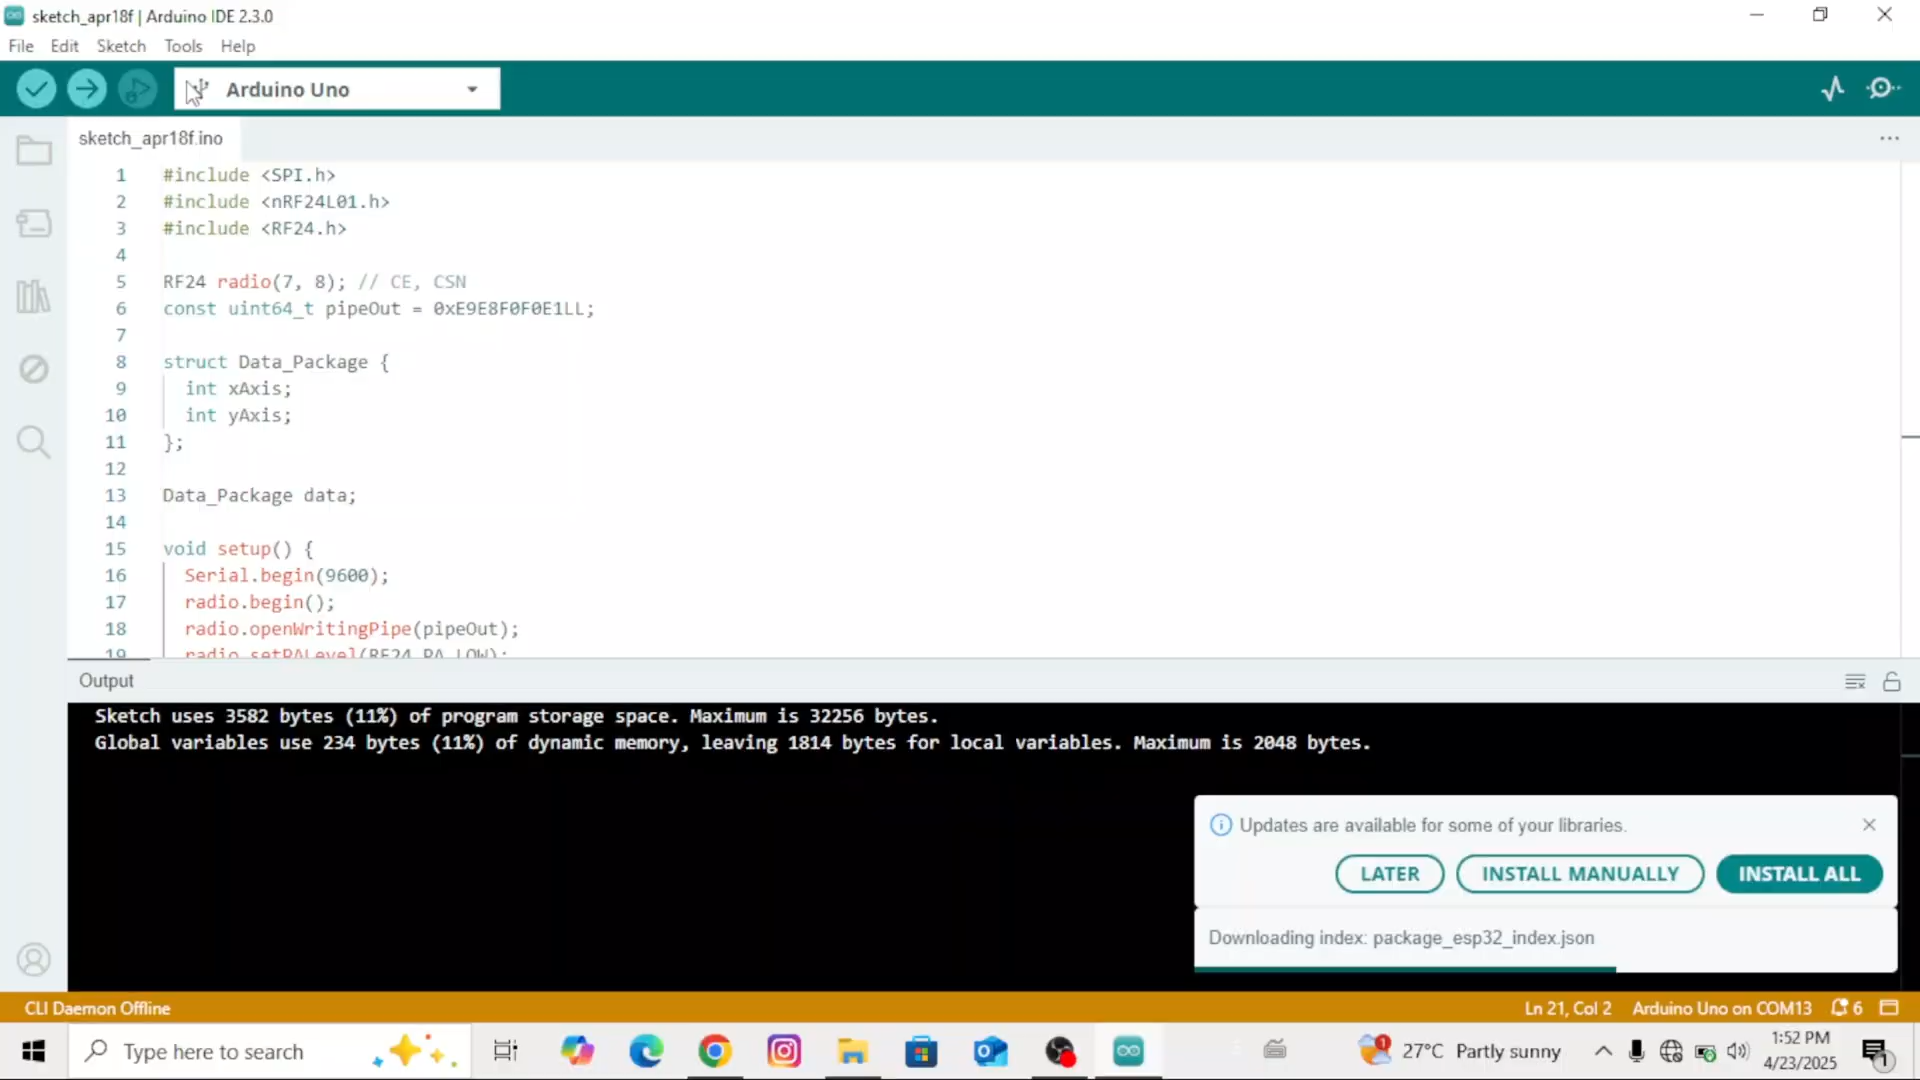 sketch_apr18f | Arduino IDE 2.3.0
File Edit Sketch Tools Help
Arduino Uno
sketch_apr18f.ino
1 #include <SPI.h>
2 #include <nRF24L01.h>
3 #include <RF24.h>
4
5 RF24 radio(7, 8); // CE, CSN
6 const uint64_t pipeOut = 0xE9E8F0F0E1LL;
7
8 struct Data_Package {
9 int xAxis;
10 int yAxis;
11 };
12
13 Data_Package data;
14
15 void setup() {
16 Serial.begin(9600);
17 radio.begin();
18 radio.openWritingPipe(pipeOut);
19 radio.setPALevel(RF24_PA_LOW);
Output
Sketch uses 3582 bytes (11%) of program storage space. Maximum is 32256 bytes.
Global variables use 234 bytes (11%) of dynamic memory, leaving 1814 bytes for local variables. Maximum is 2048 bytes.
Updates are available for some of your libraries.
LATER INSTALL MANUALLY INSTALL ALL
Downloading index: package_esp32_index.json
CLI Daemon Offline Ln 21, Col 2 Arduino Uno on COM13 6
Type here to search 1 27°C Partly sunny 1:52 PM
4/23/2025 1